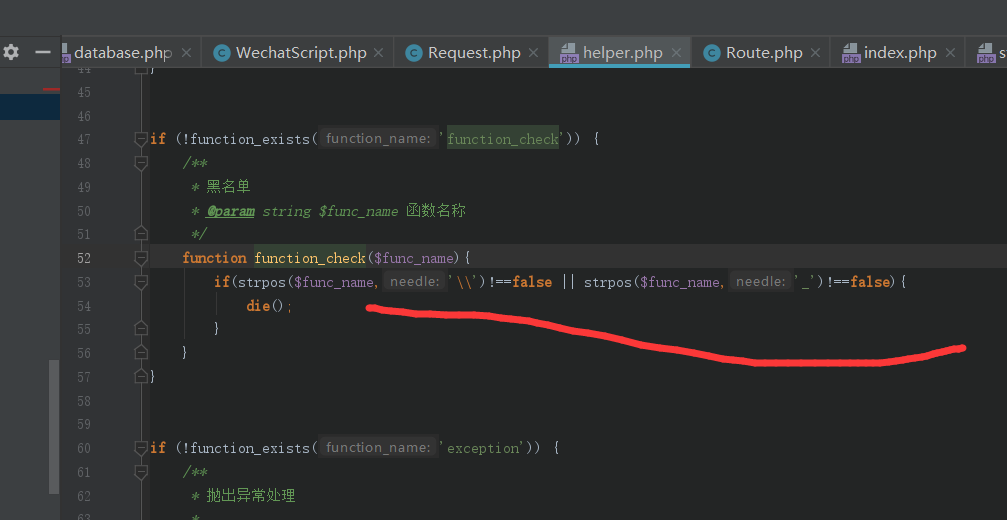 database.php WechatScript.php Request.php helper.php Route.php index.php s
44 }
45
46
47 if (!function_exists( function_name: 'function_check')) {
48 /**
49 * 黑名单
50 * @param string $func_name 函数名称
51 */
52 function function_check($func_name){
53 if(strpos($func_name, needle: '\\')!==false || strpos($func_name, needle: '_')!==false){
54 die();
55 }
56 }
57 }
58
59
60 if (!function_exists( function_name: 'exception')) {
61 /**
62 * 抛出异常处理
63 *